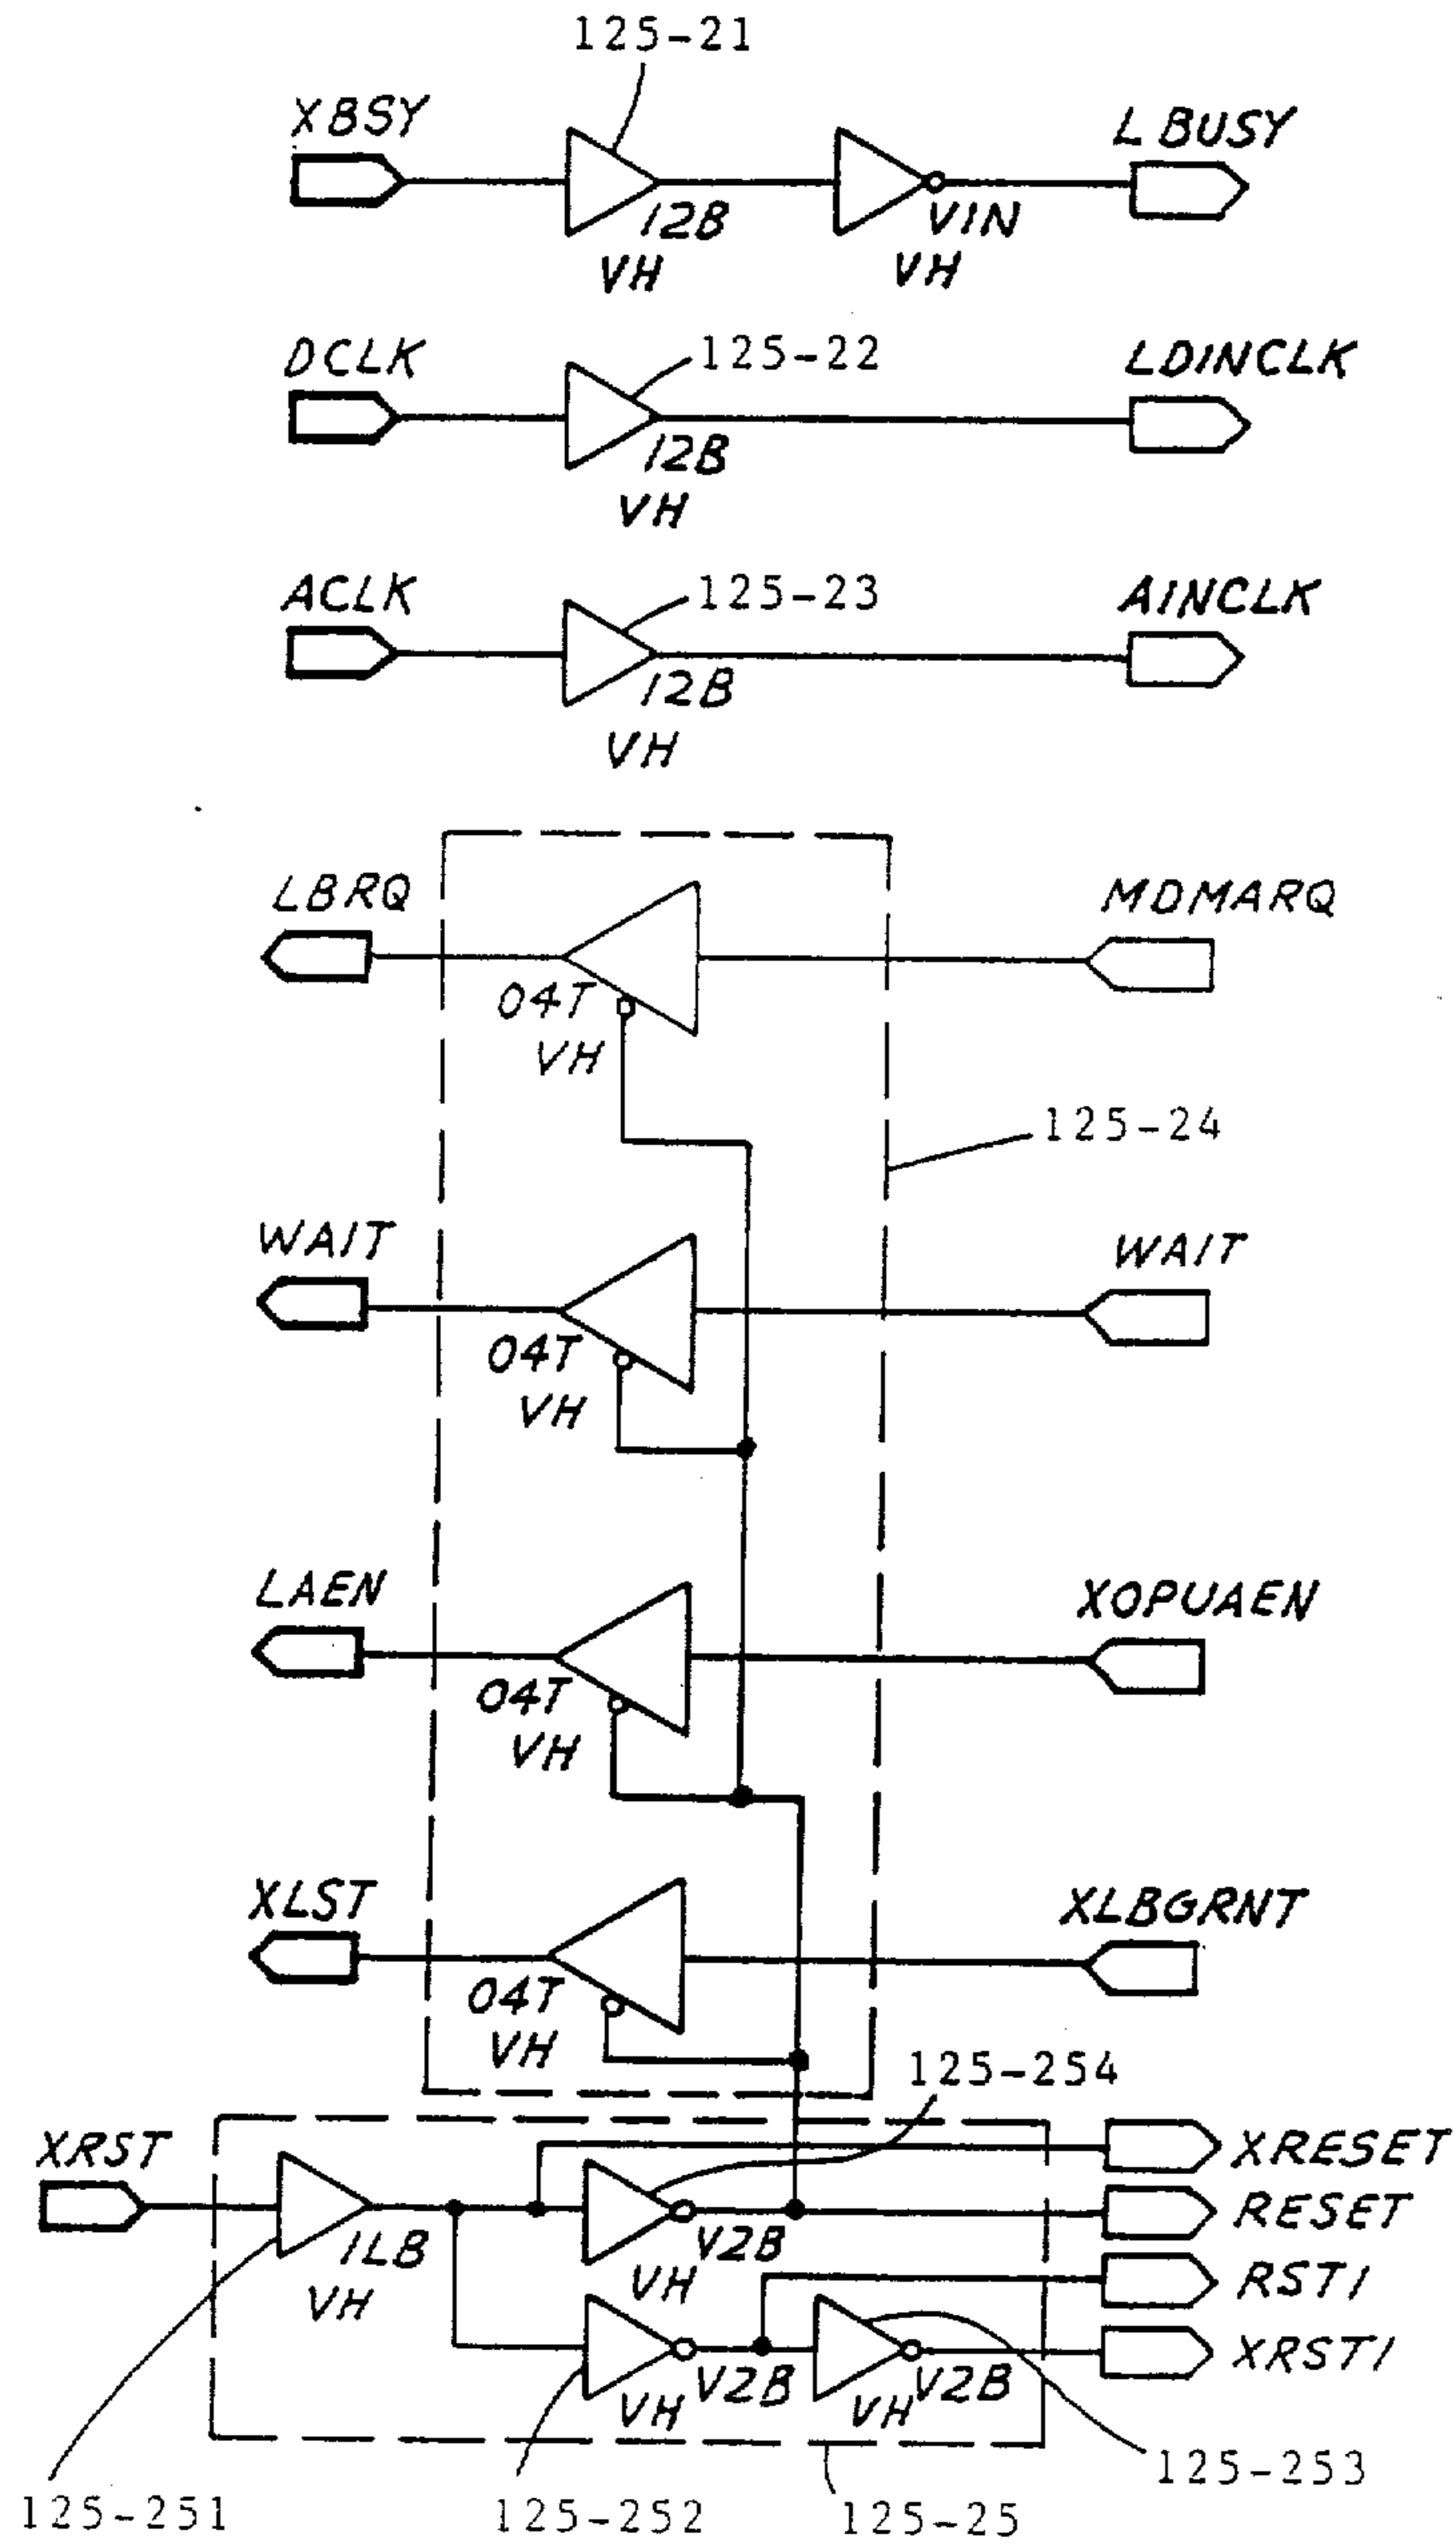 125-21
XBSY
LBUSY
12B
VH
VIN
VH
DCLK
125-22
LDINCLK
12B
VH
ACLK
125-23
AINCLK
12B
VH
LBRQ
MDMARQ
04T
VH
125-24
WAIT
WAIT
04T
VH
LAEN
XOPUAEN
04T
VH
XLST
XLBGRNT
04T
VH
125-254
XRST
XRESET
1LB
VH
V2B
VH
RESET
RST1
V2B
VH
V2B
VH
XRST1
125-251
125-252
125-25
125-253